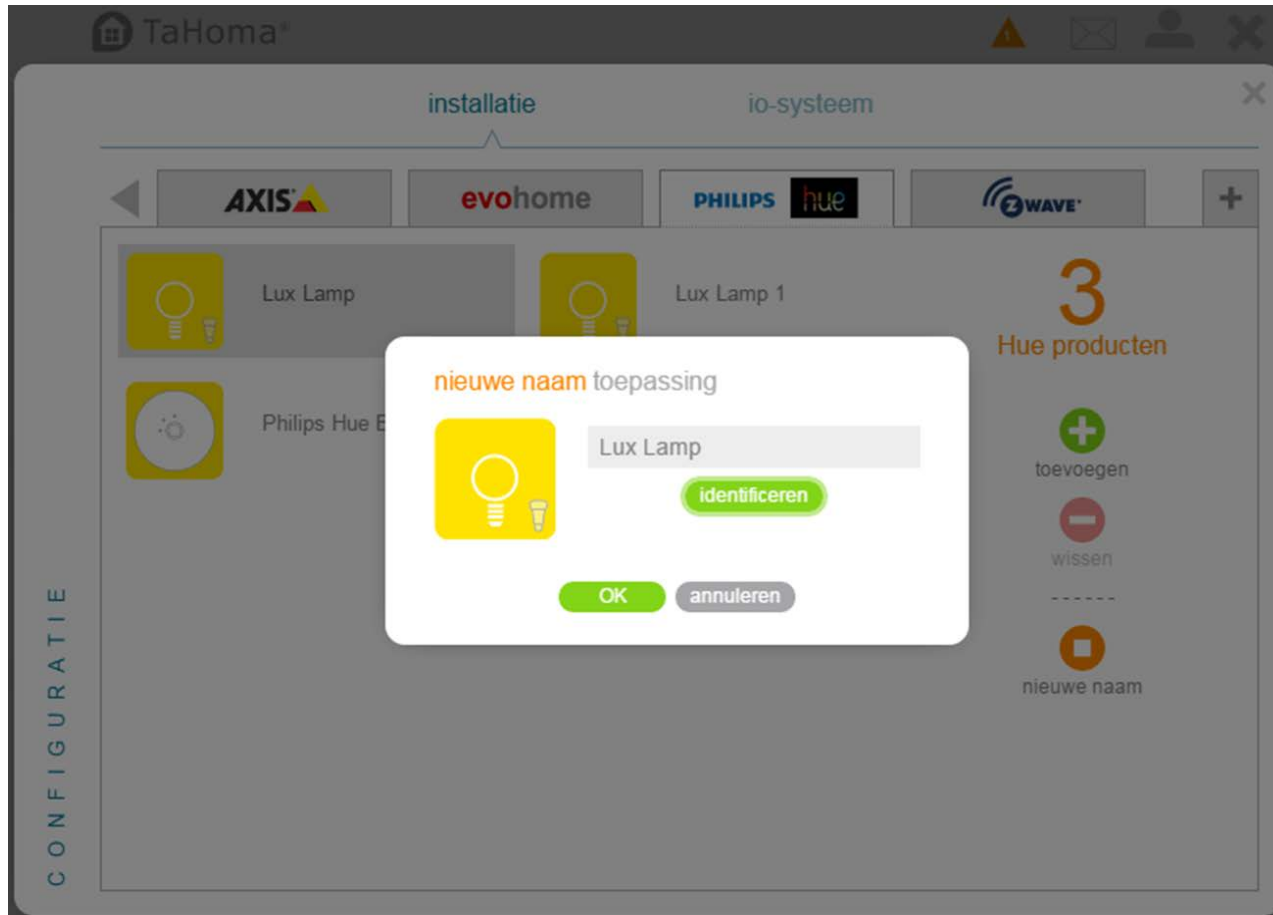 TaHoma®
1
installatie
io-systeem
AXIS
evohome
PHILIPS hue
Z WAVE
+
Lux Lamp
Lux Lamp 1
3
Hue producten
Philips Hue
nieuwe naam toepassing
Lux Lamp
identificeren
OK
annuleren
toevoegen
wissen
------
nieuwe naam
CONFIGURATIE